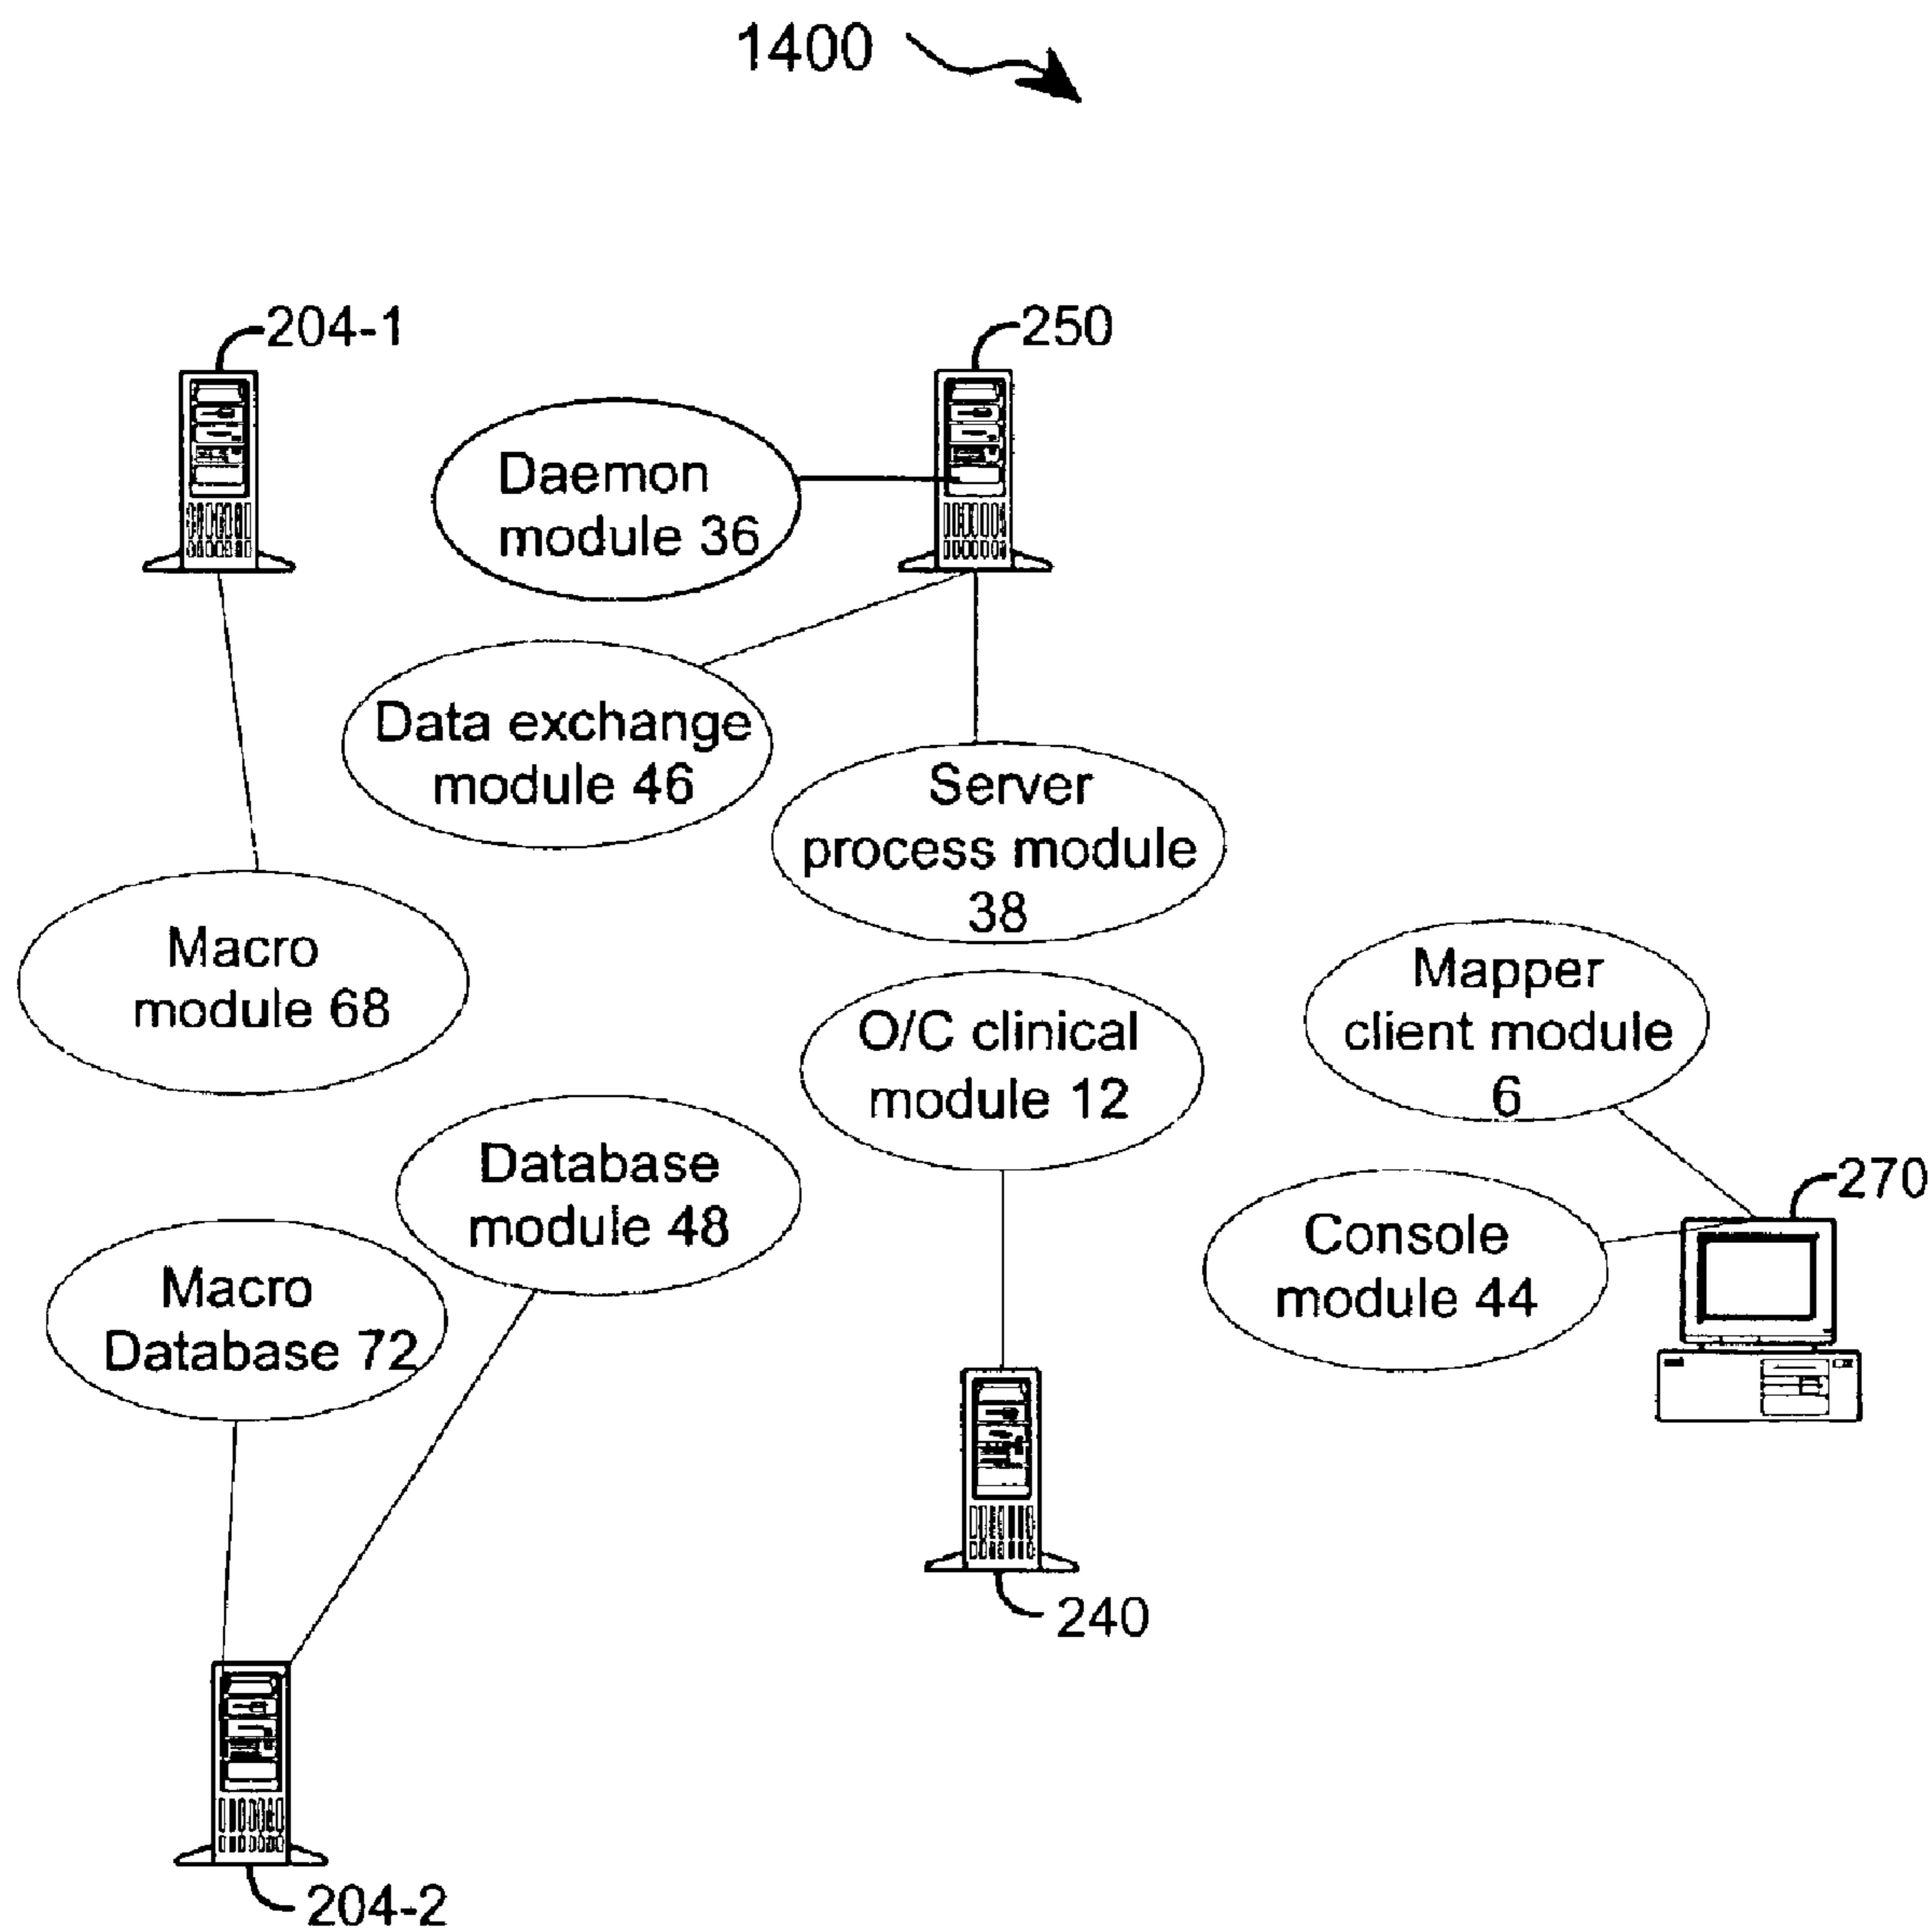 1400
204-1
250
Daemon
module 36
Data exchange
module 46
Server
process module
38
Macro
module 68
O/C clinical
module 12
Mapper
client module
6
Database
module 48
270
Console
module 44
Macro
Database 72
240
204-2